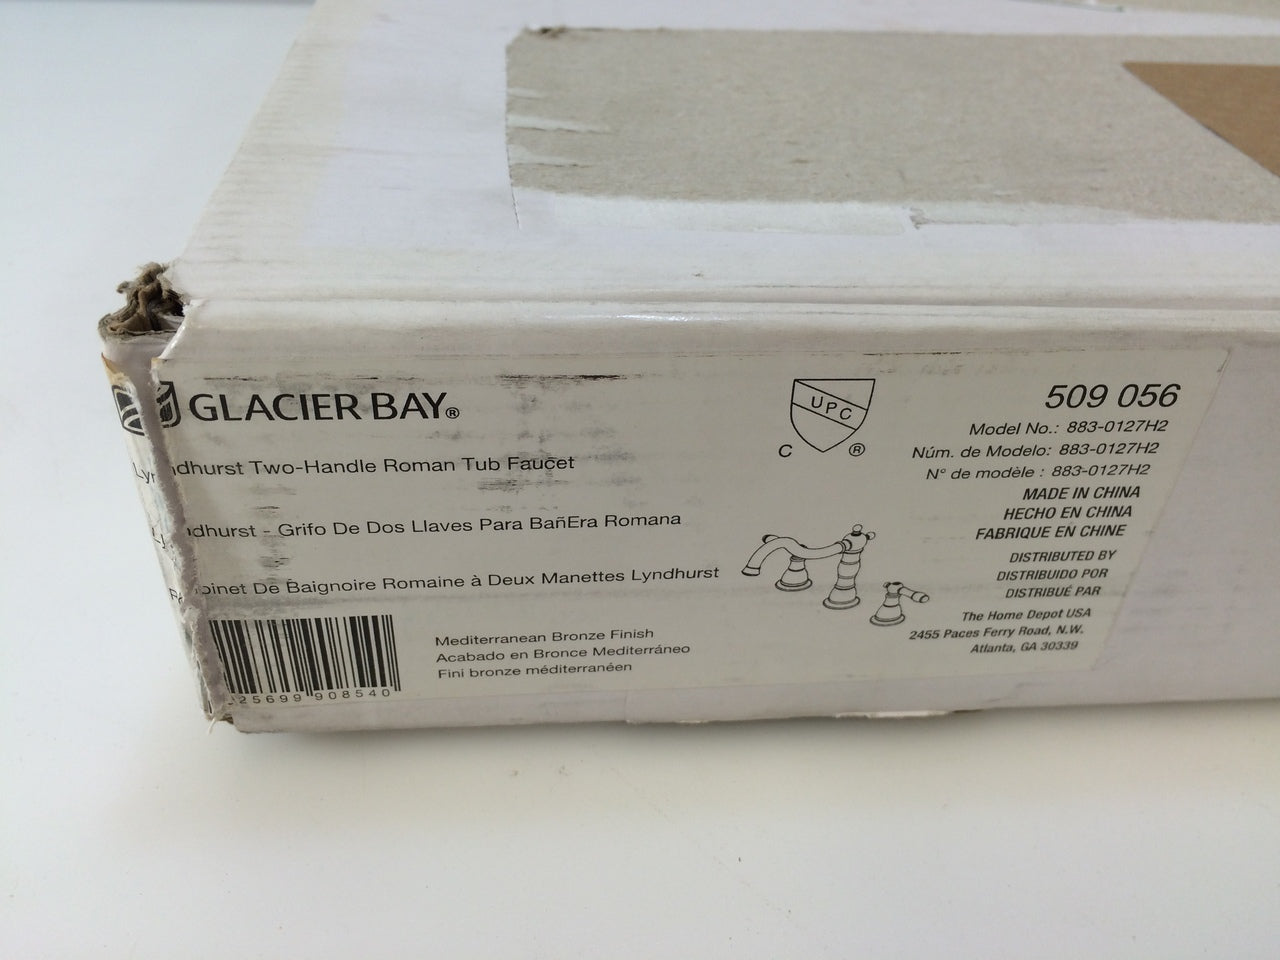 GLACIER BAY®
Lyndhurst Two-Handle Roman Tub Faucet
Lyndhurst - Grifo De Dos Llaves Para BañEra Romana
De Baignoire Romaine à Deux Manettes Lyndhurst
25699 908540
Mediterranean Bronze Finish
Acabado en Bronce Mediterráneo
Fini bronze méditerranéen
UPC
C ®
509 056
Model No.: 883-0127H2
Núm. de Modelo: 883-0127H2
N° de modèle : 883-0127H2
MADE IN CHINA
HECHO EN CHINA
FABRIQUE EN CHINE
DISTRIBUTED BY
DISTRIBUIDO POR
DISTRIBUÉ PAR
The Home Depot USA
2455 Paces Ferry Road, N.W.
Atlanta, GA 30339